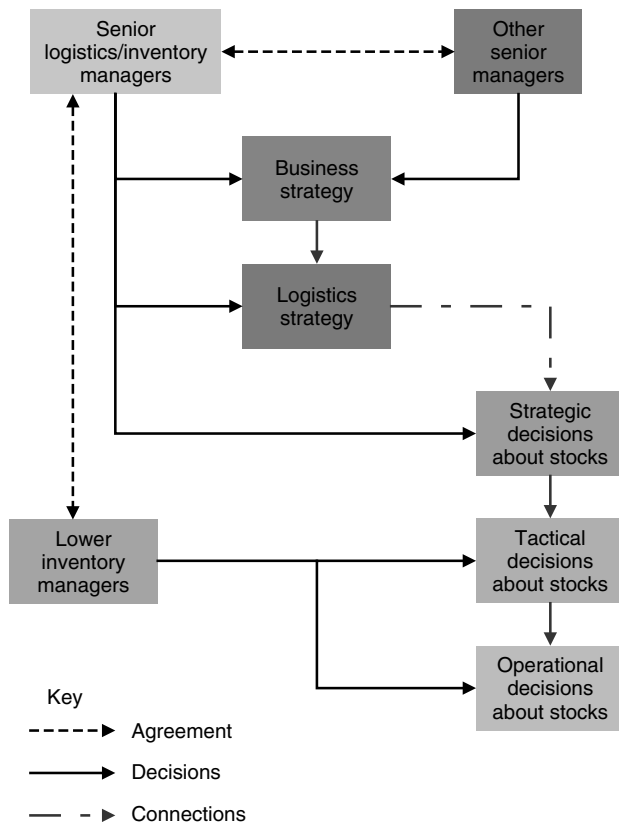 Senior
logistics/inventory
managers
Other
senior
managers
Business
strategy
Logistics
strategy
Strategic
decisions
about stocks
Lower
inventory
managers
Tactical
decisions
about stocks
Operational
decisions
about stocks
Key
Agreement
Decisions
Connections